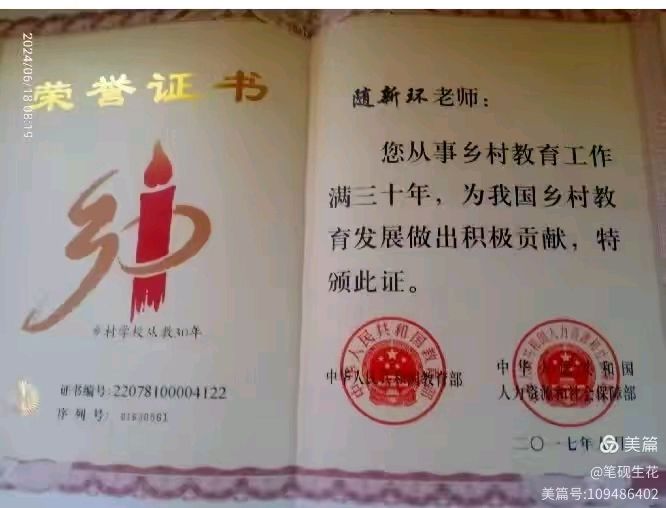 2024/06/18 08:15
荣誉证书
乡村学校从教30年
证书编号: 22078100004122
序列号:
随新环老师:
您从事乡村教育工作
满三十年，为我国乡村教
育发展做出积极贡献，特
颁此证。
中华人民共和国教育部
中华人民共和国
人力资源和社会保障部
二〇一七年
美篇
@笔砚生花
美篇号:109486402